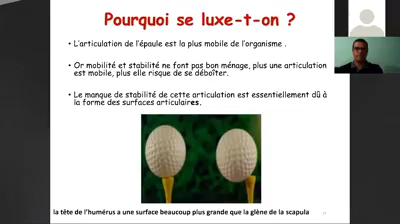 Pourquoi se luxe-t-on ?
• L'articulation de l'épaule est la plus mobile de l'organisme .
• Or mobilité et stabilité ne font pas bon ménage, plus une articulation
est mobile, plus elle risque de se déboîter.
• Le manque de stabilité de cette articulation est essentiellement dû à
la forme des surfaces articulaires.
la tête de l'humérus a une surface beaucoup plus grande que la glène de la scapula